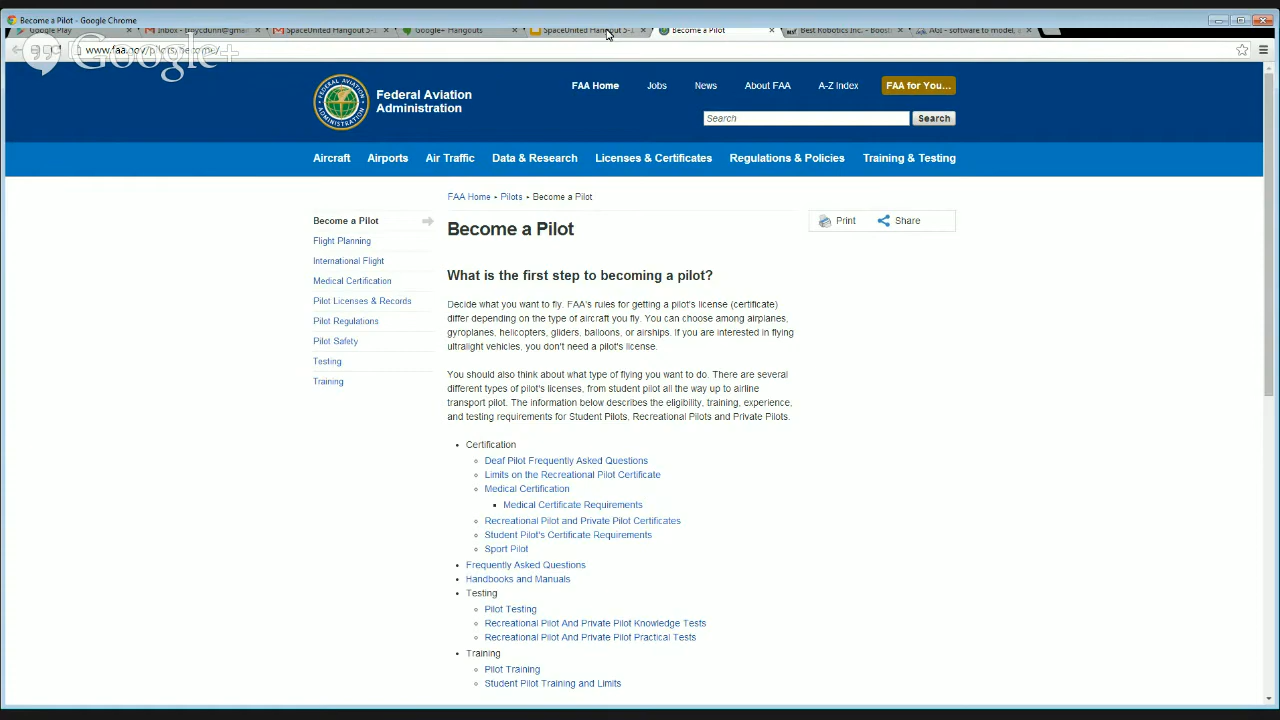 Become a Pilot - Google Chrome
Google Play
SpaceUnited Hangout 5-1
Google+ Hangouts
SpaceUnited Hangout 5-1
Become a Pilot
Best Robotics Inc. - Boosti
AGI - software to model, e
Google+
Federal Aviation
Administration
FAA Home
Jobs
News
About FAA
A-Z Index
FAA for You...
Search
Search
Aircraft
Airports
Air Traffic
Data & Research
Licenses & Certificates
Regulations & Policies
Training & Testing
FAA Home • Pilots • Become a Pilot
Become a Pilot
Flight Planning
International Flight
Medical Certification
Pilot Licenses & Records
Pilot Regulations
Pilot Safety
Testing
Training
Become a Pilot
Print
Share
What is the first step to becoming a pilot?
Decide what you want to fly. FAA's rules for getting a pilot's license (certificate)
differ depending on the type of aircraft you fly. You can choose among airplanes,
gyroplanes, helicopters, gliders, balloons, or airships. If you are interested in flying
ultralight vehicles, you don't need a pilot's license.
You should also think about what type of flying you want to do. There are several
different types of pilot's licenses, from student pilot all the way up to airline
transport pilot. The information below describes the eligibility, training, experience,
and testing requirements for Student Pilots. Recreational Pilots and Private Pilots.
Certification
Deaf Pilot Frequently Asked Questions
Limits on the Recreational Pilot Certificate
Medical Certification
Medical Certificate Requirements
Recreational Pilot and Private Pilot Certificates
Student Pilot's Certificate Requirements
Sport Pilot
Frequently Asked Questions
Handbooks and Manuals
Testing
Pilot Testing
Recreational Pilot And Private Pilot Knowledge Tests
Recreational Pilot And Private Pilot Practical Tests
Training
Pilot Training
Student Pilot Training and Limits